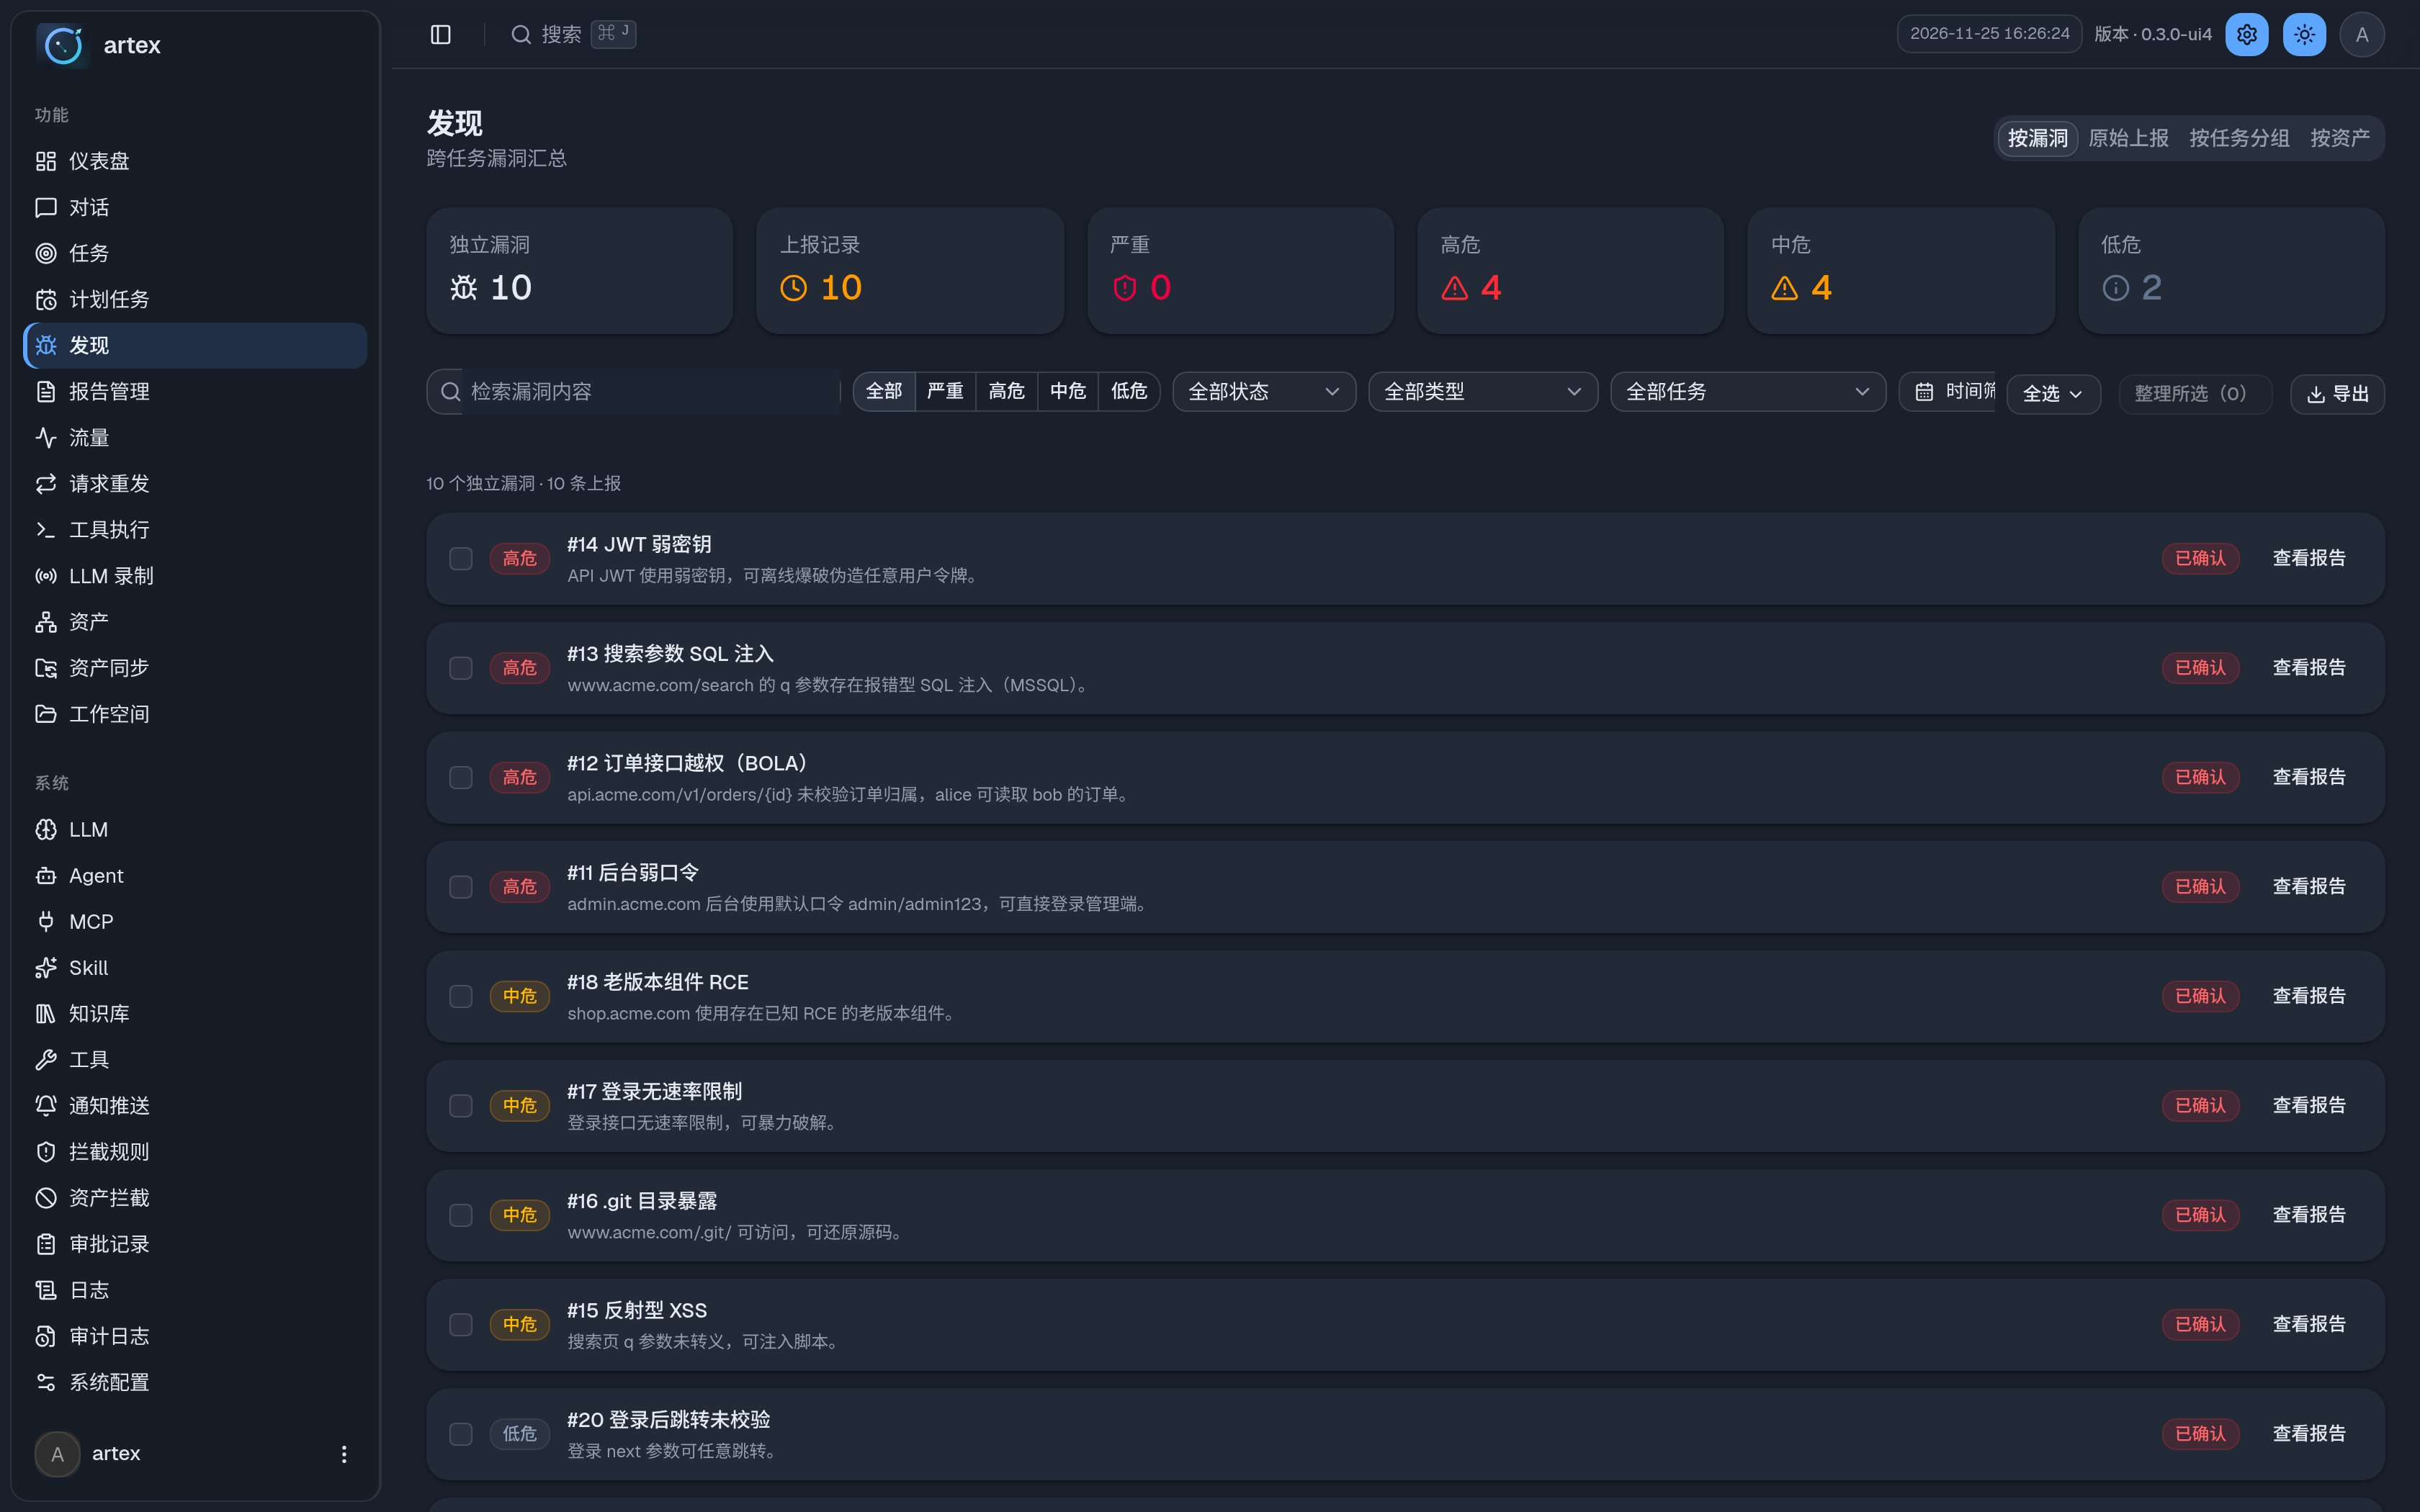 artex
功能
仪表盘
对话
任务
计划任务
发现
报告管理
流量
请求重发
工具执行
LLM 录制
资产
资产同步
工作空间
系统
LLM
Agent
MCP
Skill
知识库
工具
通知推送
拦截规则
资产拦截
审批记录
日志
审计日志
系统配置
A artex
搜索 ⌘ J
2026-11-25 16:26:24 版本 · 0.3.0-ui4 A
发现
跨任务漏洞汇总
按漏洞 原始上报 按任务分组 按资产
独立漏洞
10
上报记录
10
严重
0
高危
4
中危
4
低危
2
检索漏洞内容 全部 严重 高危 中危 低危 全部状态 全部类型 全部任务 时间筛 全选 整理所选（0） 导出
10 个独立漏洞 · 10 条上报
高危 #14 JWT 弱密钥 已确认 查看报告
API JWT 使用弱密钥，可离线爆破伪造任意用户令牌。
高危 #13 搜索参数 SQL 注入 已确认 查看报告
www.acme.com/search 的 q 参数存在报错型 SQL 注入（MSSQL）。
高危 #12 订单接口越权（BOLA） 已确认 查看报告
api.acme.com/v1/orders/{id} 未校验订单归属，alice 可读取 bob 的订单。
高危 #11 后台弱口令 已确认 查看报告
admin.acme.com 后台使用默认口令 admin/admin123，可直接登录管理端。
中危 #18 老版本组件 RCE 已确认 查看报告
shop.acme.com 使用存在已知 RCE 的老版本组件。
中危 #17 登录无速率限制 已确认 查看报告
登录接口无速率限制，可暴力破解。
中危 #16 .git 目录暴露 已确认 查看报告
www.acme.com/.git/ 可访问，可还原源码。
中危 #15 反射型 XSS 已确认 查看报告
搜索页 q 参数未转义，可注入脚本。
低危 #20 登录后跳转未校验 已确认 查看报告
登录 next 参数可任意跳转。